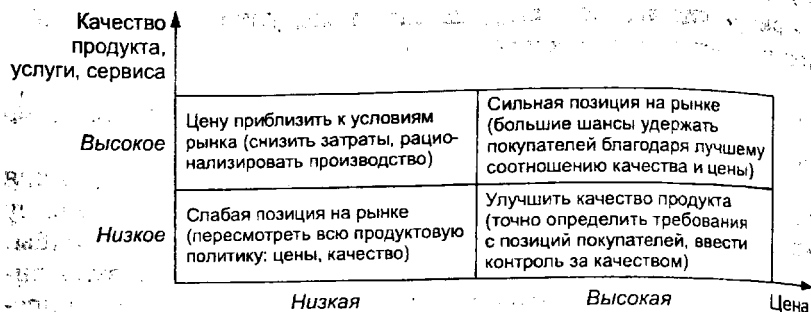 Качество
продукта,
услуги, сервиса
Высокое
Цену приблизить к условиям
рынка (снизить затраты, рацио-
нализировать производство)
Сильная позиция на рынке
(большие шансы удержать
покупателей благодаря лучшему
соотношению качества и цены)
Низкое
Слабая позиция на рынке
(пересмотреть всю продуктовую
политику: цены, качество)
Улучшить качество продукта
(точно определить требования
с позиций покупателей, ввести
контроль за качеством)
Низкая
Высокая
Цена